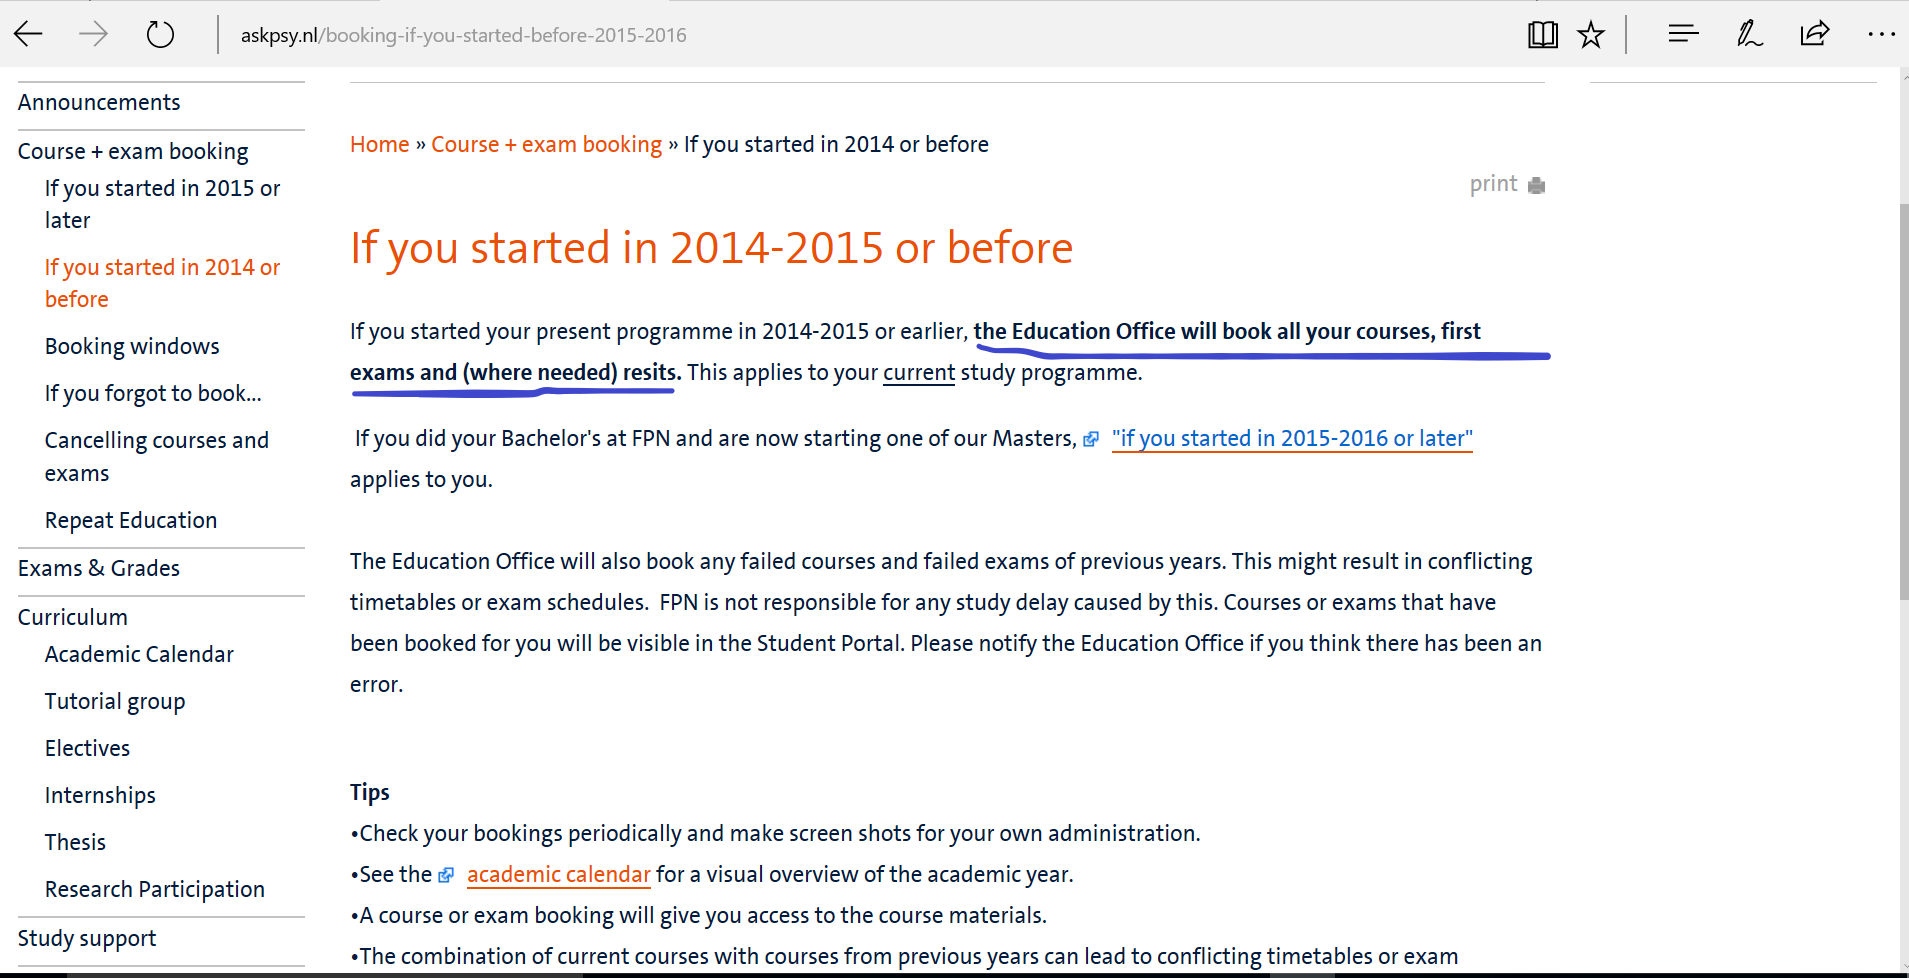 askpsy.nl/booking-if-you-started-before-2015-2016
Announcements
Course + exam booking
If you started in 2015 or
later
If you started in 2014 or
before
Booking windows
If you forgot to book...
Cancelling courses and
exams
Repeat Education
Exams & Grades
Curriculum
Academic Calendar
Tutorial group
Electives
Internships
Thesis
Research Participation
Study support
Home » Course + exam booking » If you started in 2014 or before
print
If you started in 2014-2015 or before
If you started your present programme in 2014-2015 or earlier, the Education Office will book all your courses, first
exams and (where needed) resits. This applies to your current study programme.
If you did your Bachelor's at FPN and are now starting one of our Masters, "if you started in 2015-2016 or later"
applies to you.
The Education Office will also book any failed courses and failed exams of previous years. This might result in conflicting
timetables or exam schedules.  FPN is not responsible for any study delay caused by this. Courses or exams that have
been booked for you will be visible in the Student Portal. Please notify the Education Office if you think there has been an
error.
Tips
•Check your bookings periodically and make screen shots for your own administration.
•See the academic calendar for a visual overview of the academic year.
•A course or exam booking will give you access to the course materials.
•The combination of current courses with courses from previous years can lead to conflicting timetables or exam